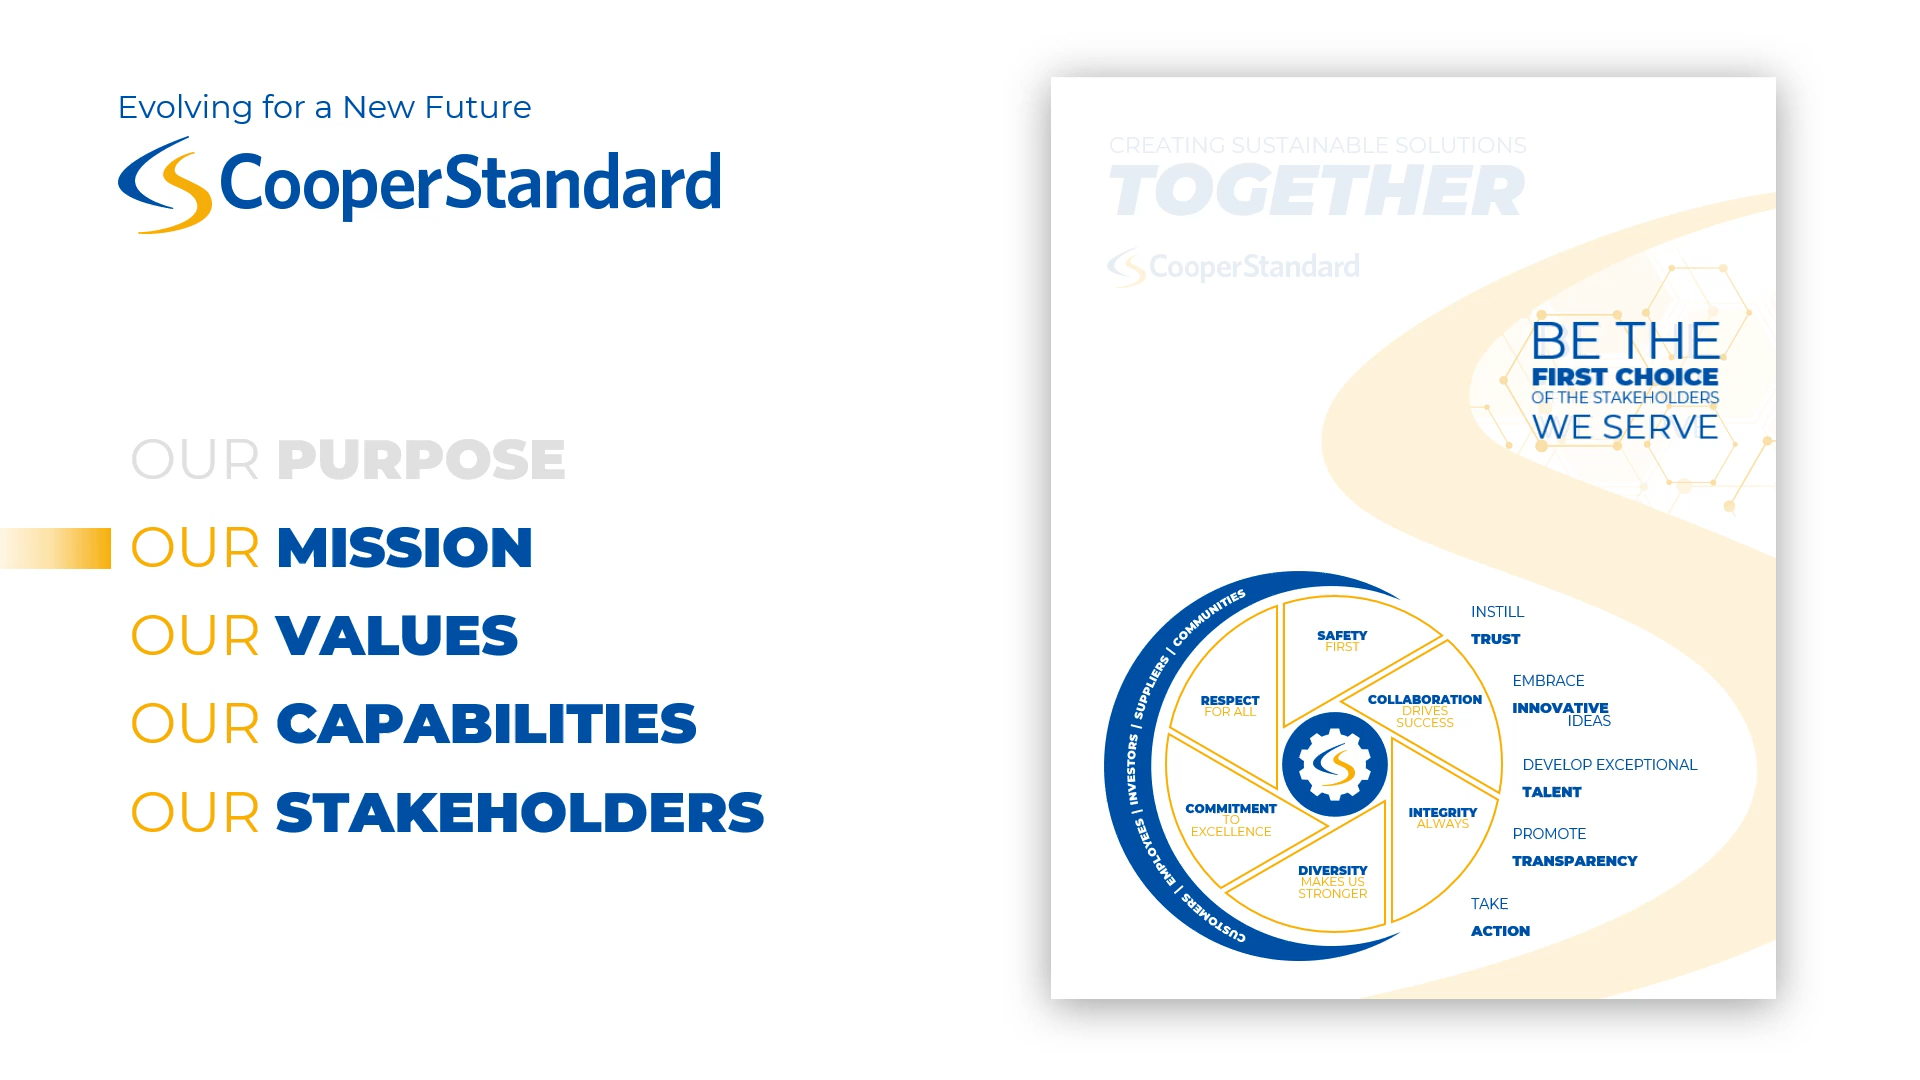 Evolving for a New Future
CooperStandard
OUR PURPOSE
OUR MISSION
OUR VALUES
OUR CAPABILITIES
OUR STAKEHOLDERS
CREATING SUSTAINABLE SOLUTIONS
TOGETHER
CooperStandard
BE THE
FIRST CHOICE
OF THE STAKEHOLDERS
WE SERVE
CUSTOMERS | EMPLOYEES | INVESTORS | SUPPLIERS | COMMUNITIES
SAFETY
FIRST
COLLABORATION
DRIVES
SUCCESS
INTEGRITY
ALWAYS
DIVERSITY
MAKES US
STRONGER
COMMITMENT
TO
EXCELLENCE
RESPECT
FOR ALL
INSTILL
TRUST
EMBRACE
INNOVATIVE
IDEAS
DEVELOP EXCEPTIONAL
TALENT
PROMOTE
TRANSPARENCY
TAKE
ACTION